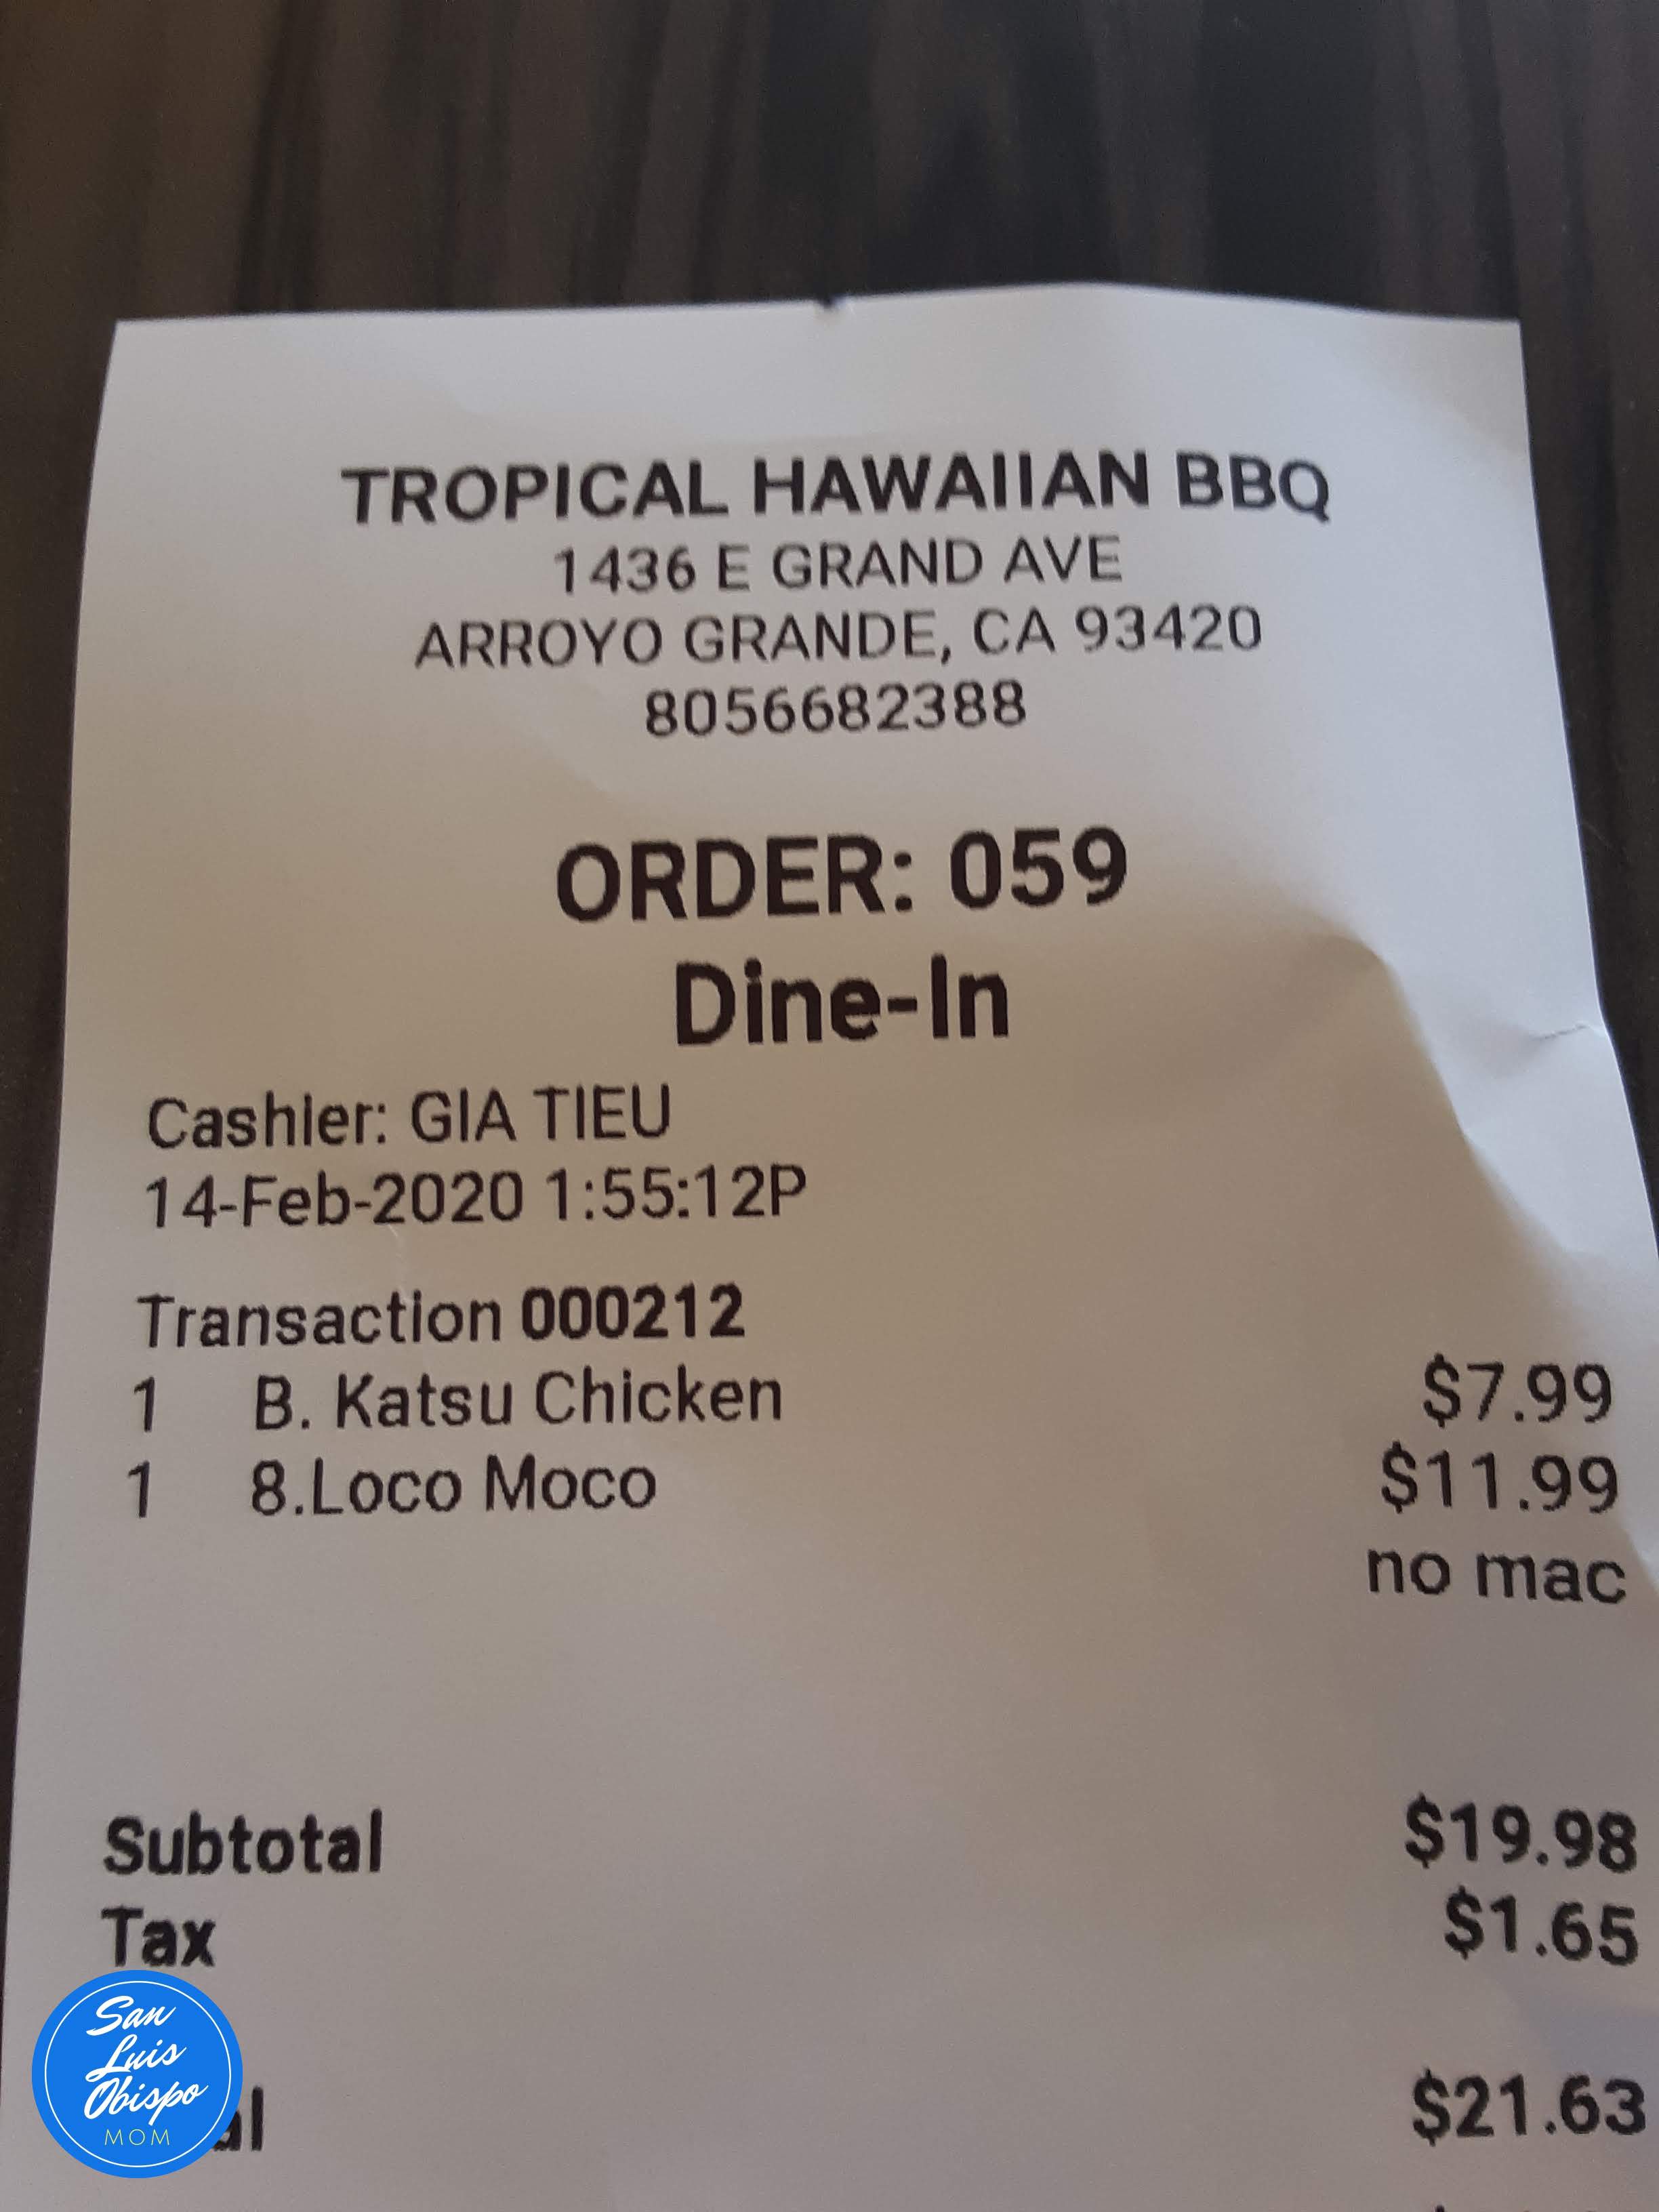 TROPICAL HAWAIIAN BBQ
1436 E GRAND AVE
ARROYO GRANDE, CA 93420
8056682388
ORDER: 059
Dine-In
Cashier: GIA TIEU
14-Feb-2020 1:55:12P
Transaction 000212
1 B. Katsu Chicken $7.99
1 8.Loco Moco $11.99
no mac
Subtotal $19.98
Tax $1.65
$21.63
San
Luis
Obispo
MOM